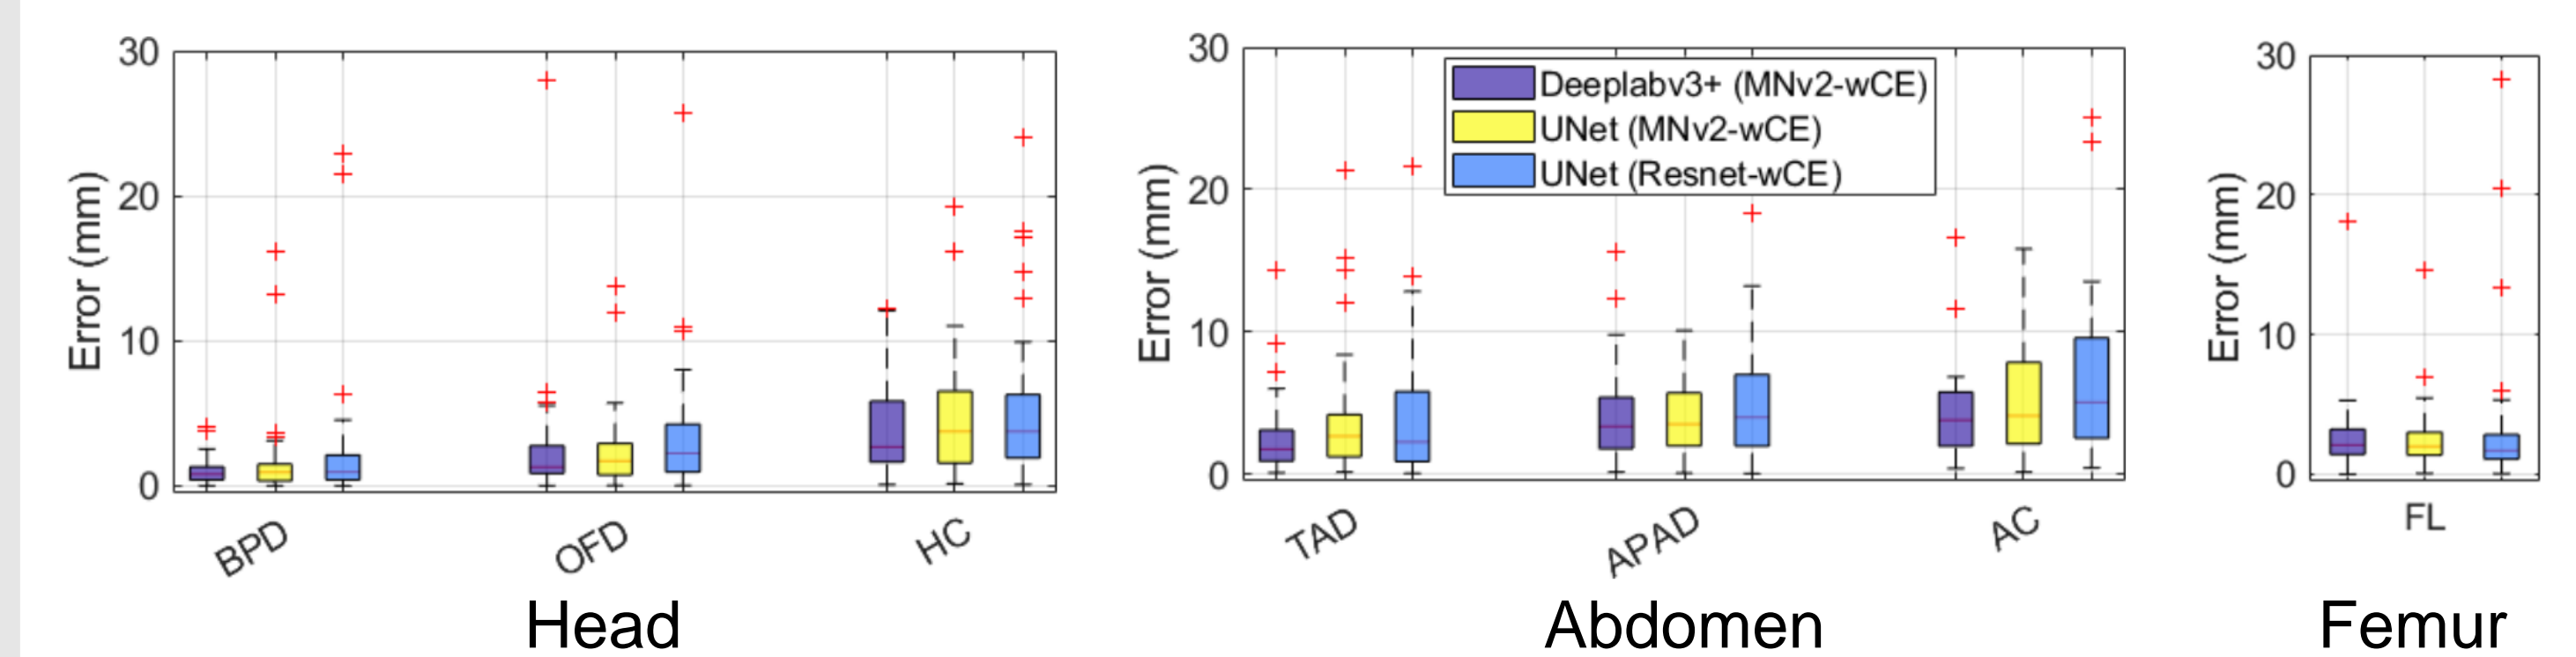 Error (mm)
30
20
10
0
BPD
OFD
HC
Head
Error (mm)
30
20
10
0
Deeplabv3+ (MNv2-wCE)
UNet (MNv2-wCE)
UNet (Resnet-wCE)
TAD
APAD
AC
Abdomen
Error (mm)
30
20
10
0
FL
Femur